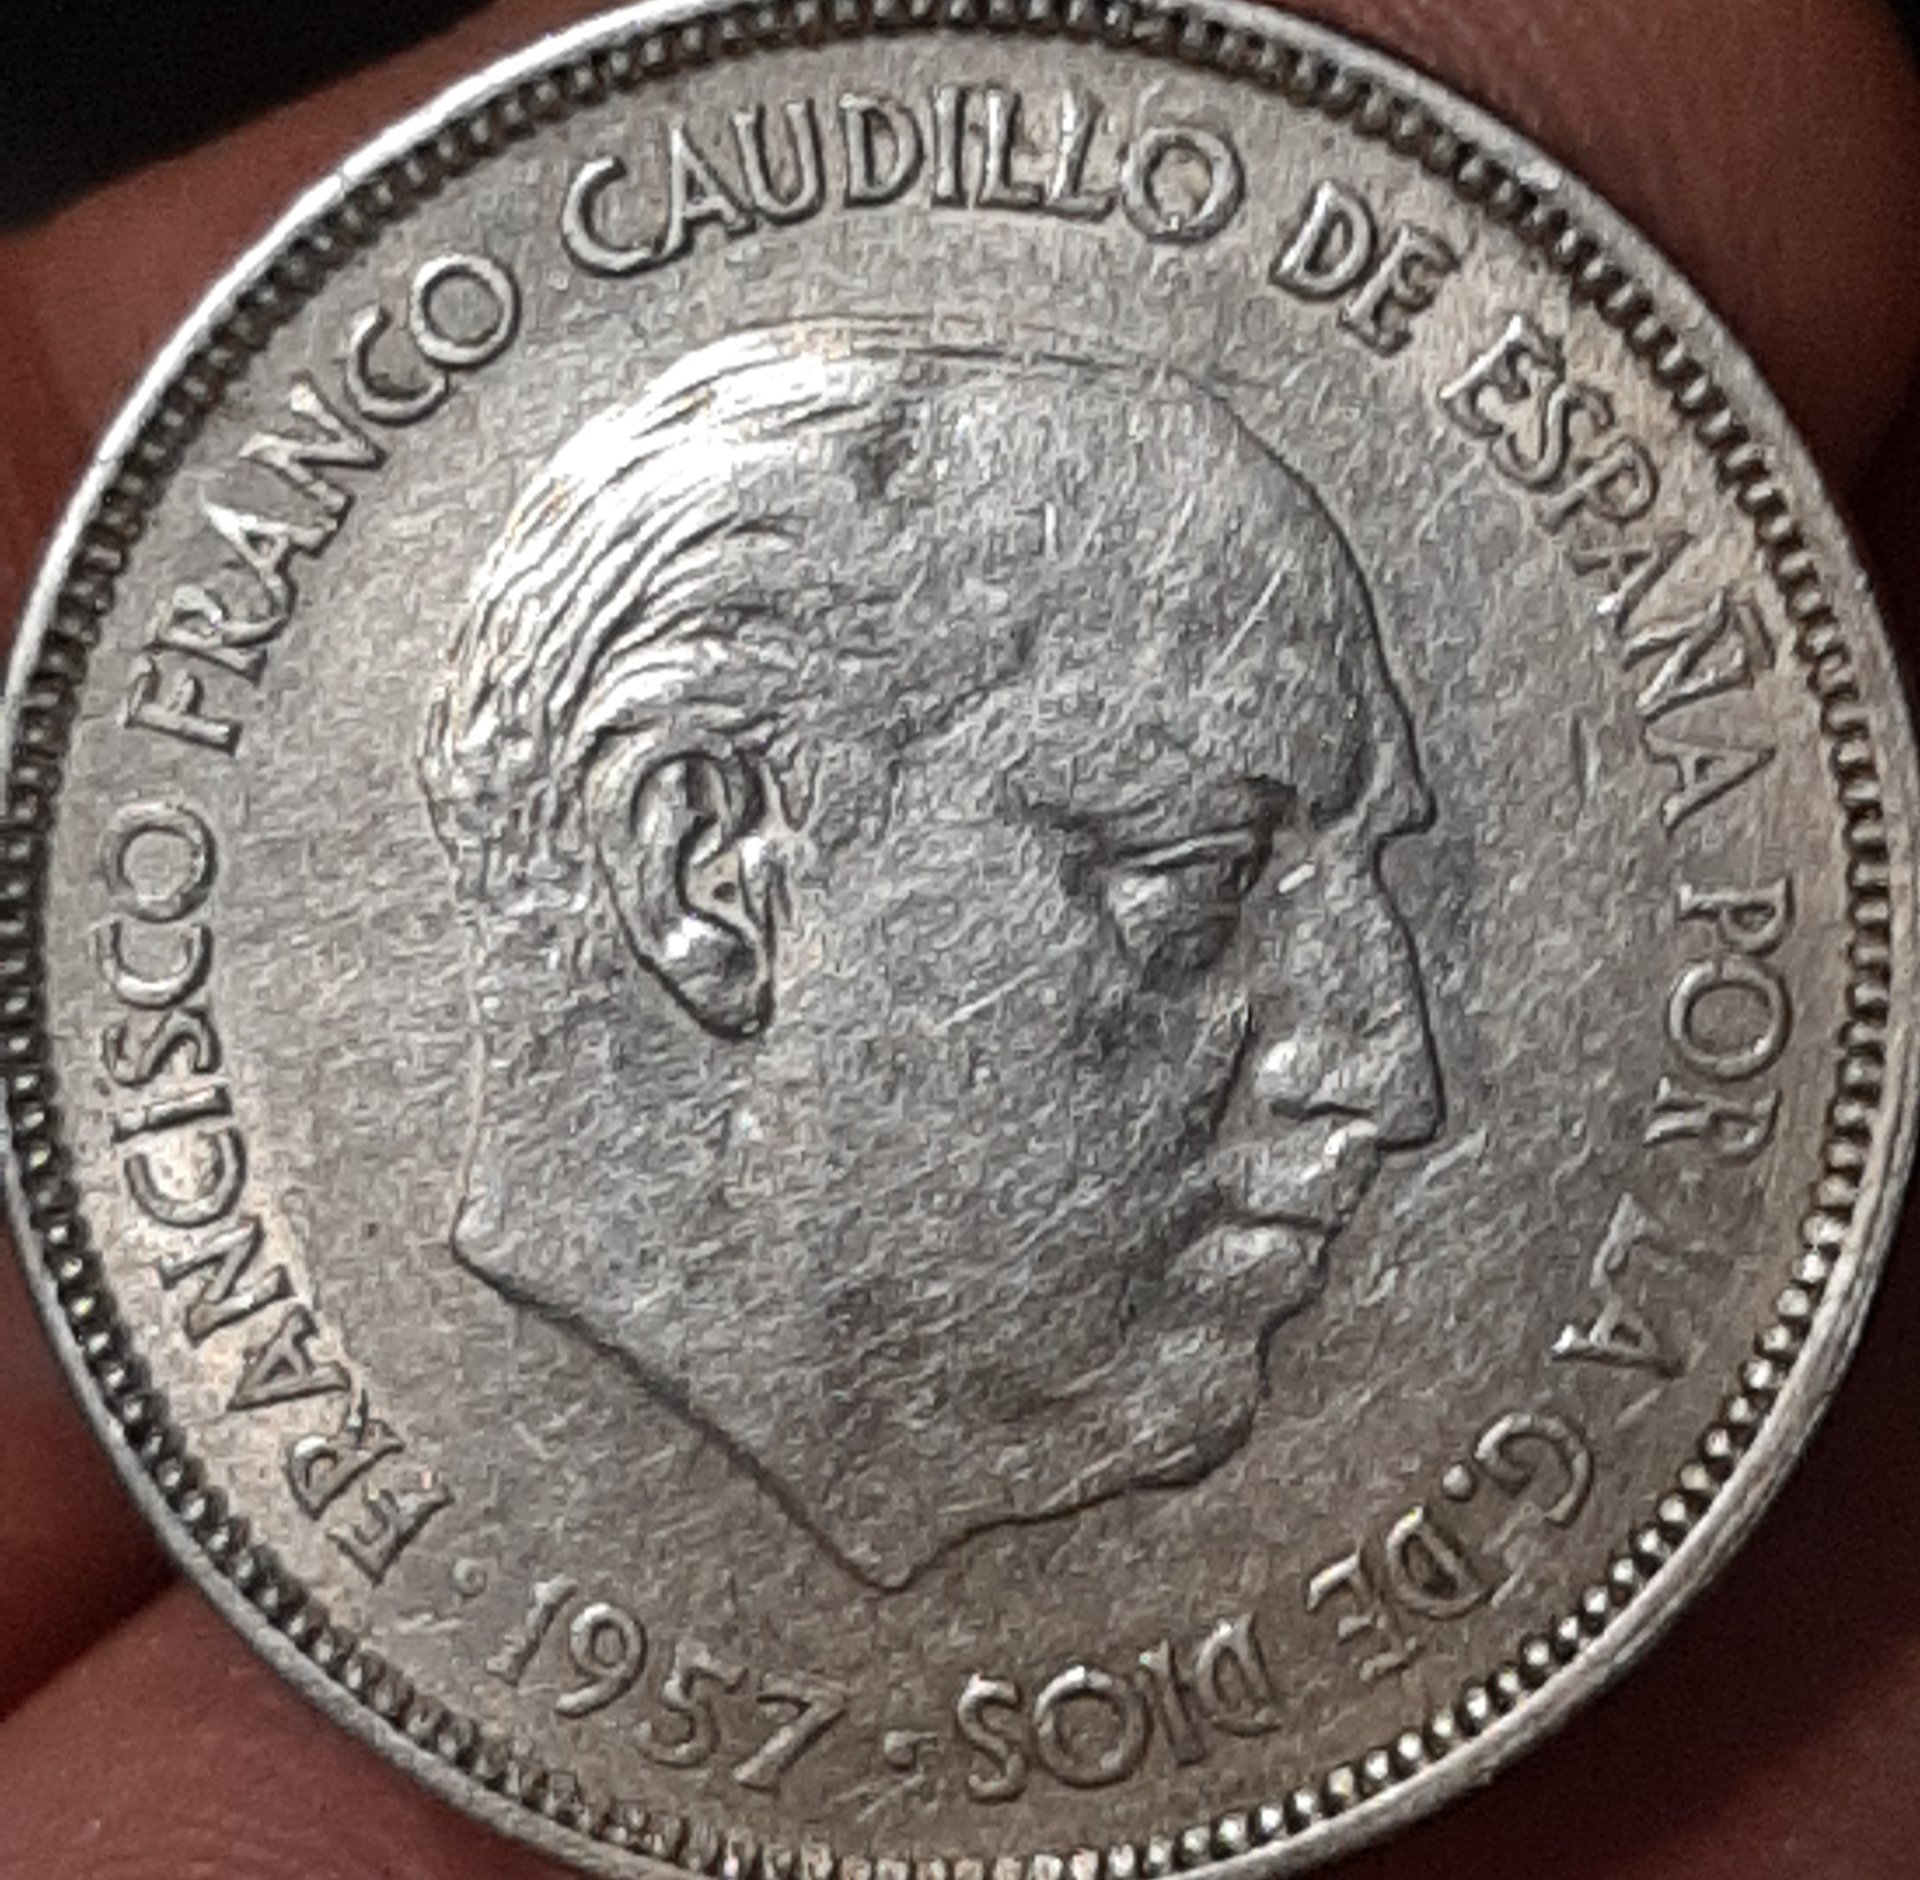 FRANCISCO FRANCO CAUDILLO DE ESPAÑA POR LA G. DE DIOS
· 1957 ·